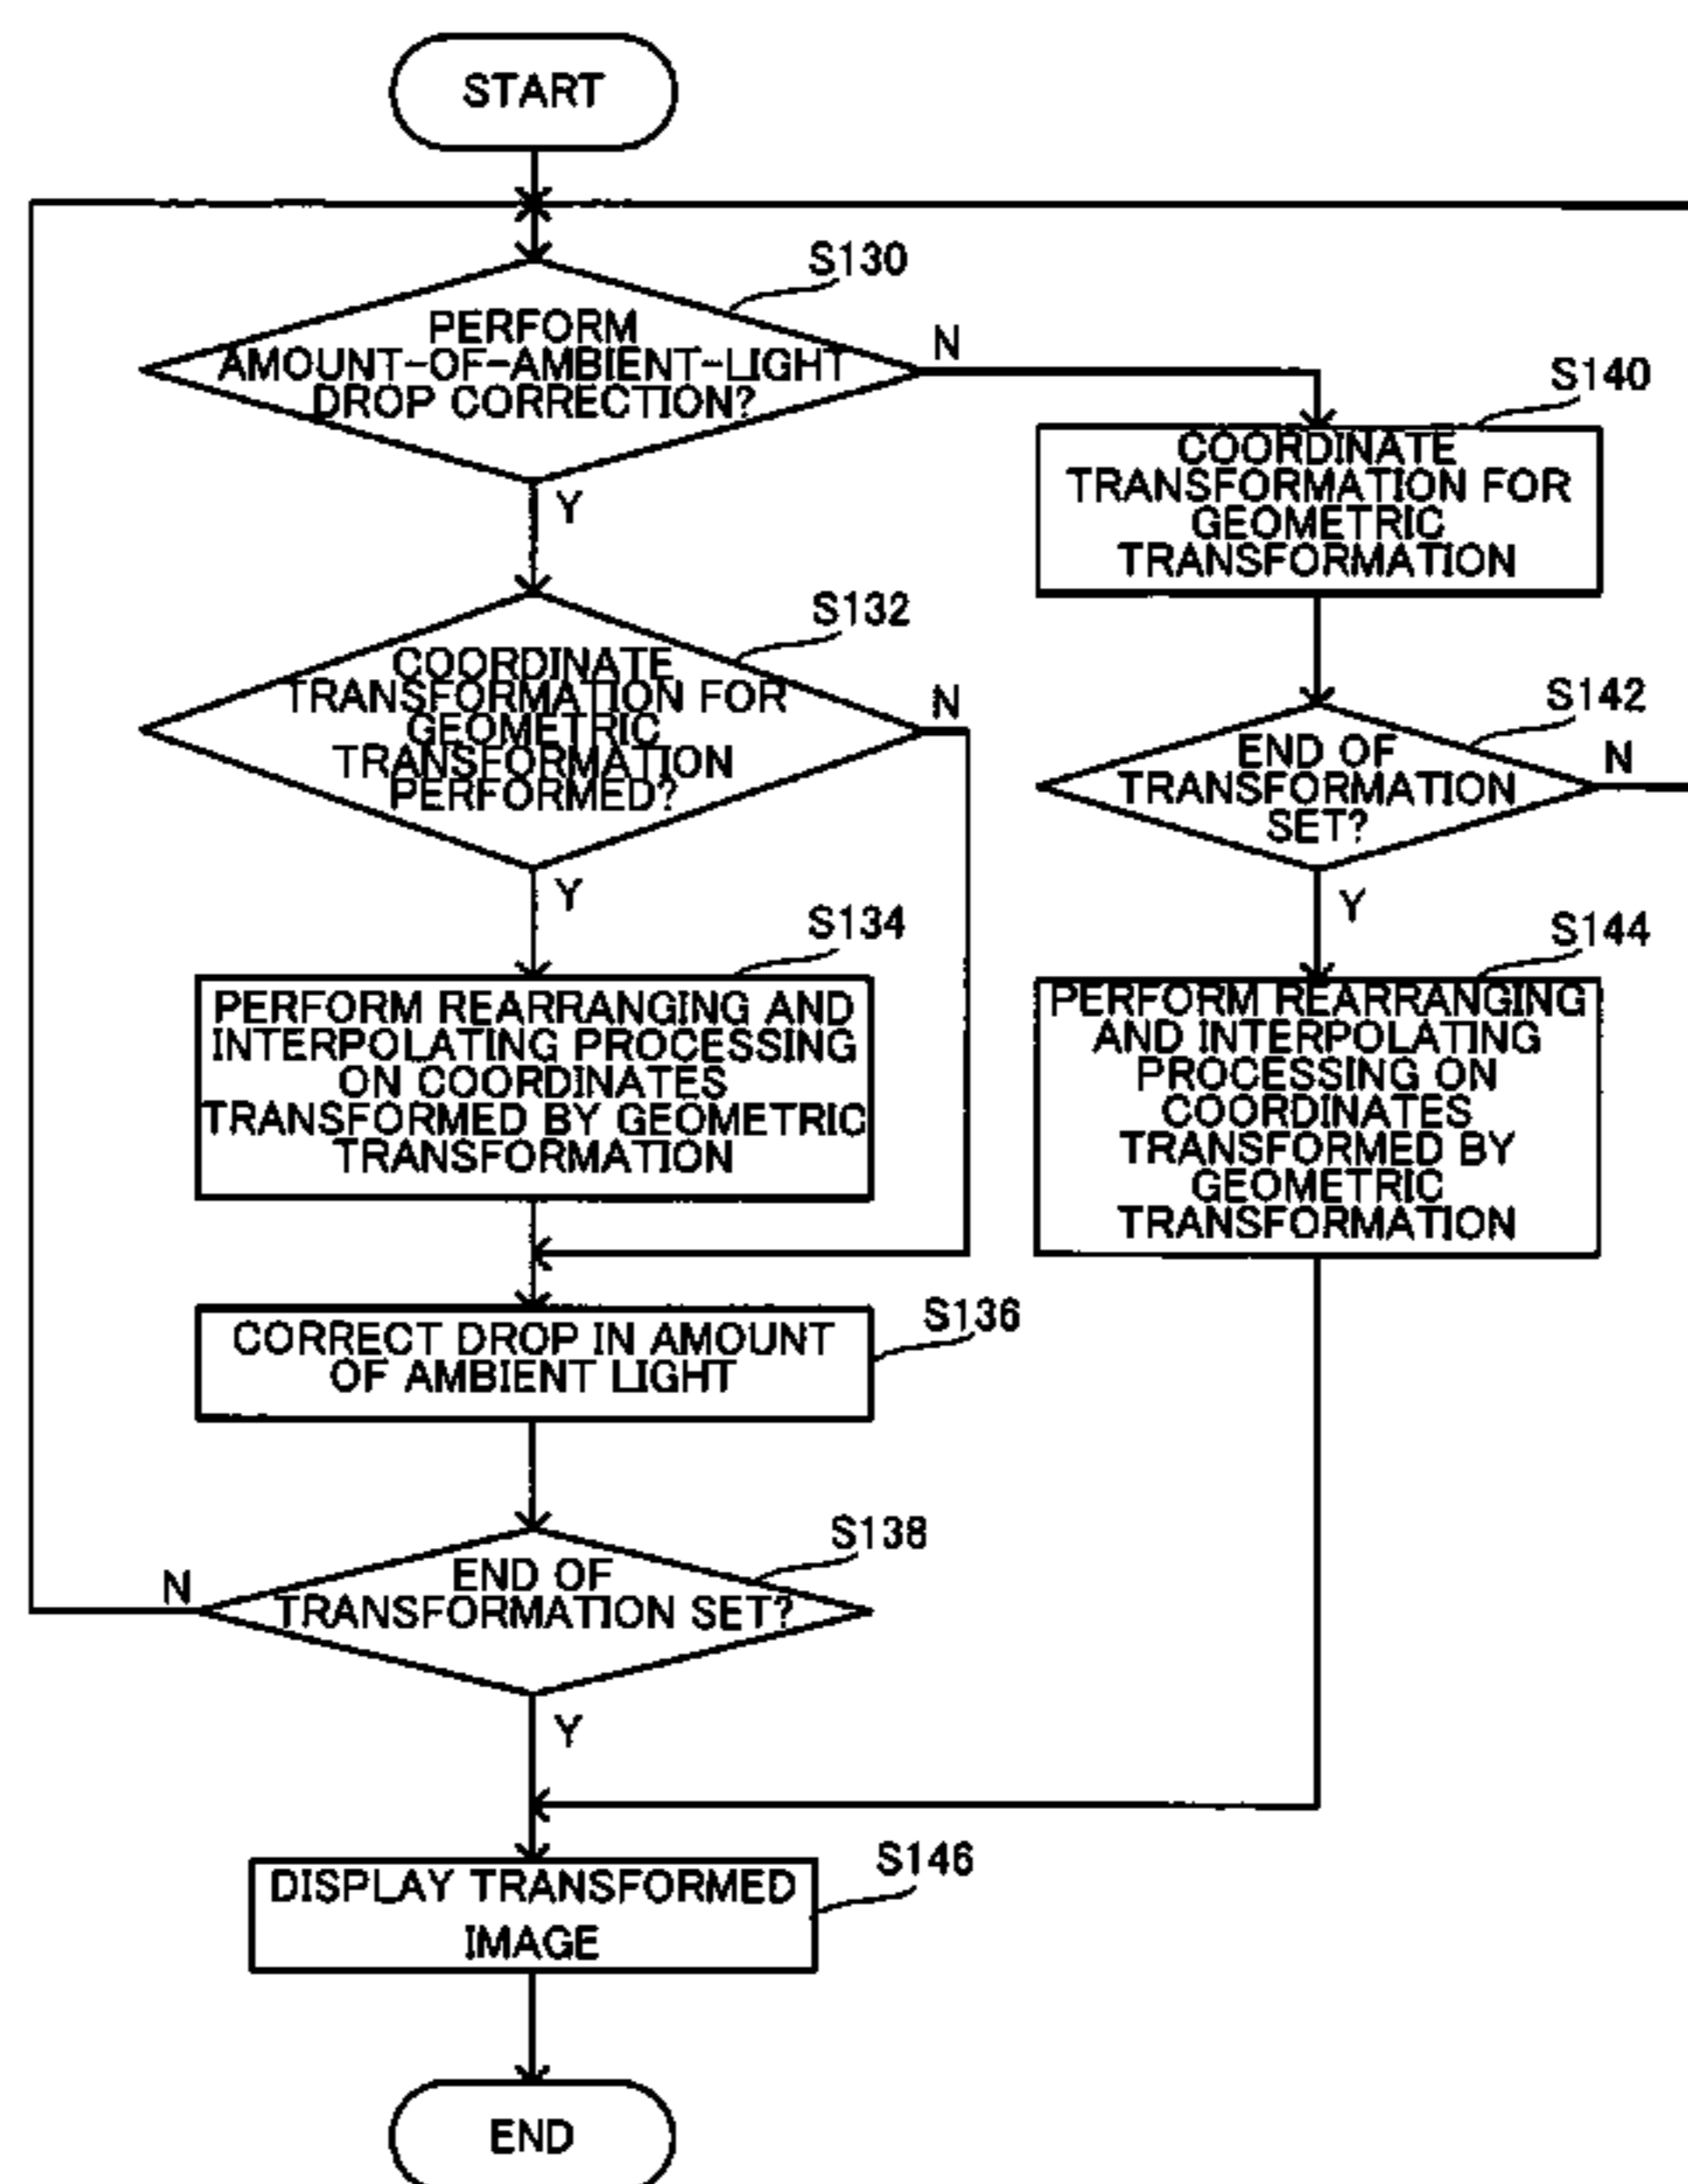 START
S130
PERFORM
AMOUNT-OF-AMBIENT-LIGHT
DROP CORRECTION?
N
Y
S132
COORDINATE
TRANSFORMATION FOR
GEOMETRIC
TRANSFORMATION
PERFORMED?
N
Y
S134
PERFORM REARRANGING AND
INTERPOLATING PROCESSING
ON COORDINATES
TRANSFORMED BY GEOMETRIC
TRANSFORMATION
S136
CORRECT DROP IN AMOUNT
OF AMBIENT LIGHT
S138
END OF
TRANSFORMATION SET?
N
Y
S140
COORDINATE
TRANSFORMATION FOR
GEOMETRIC
TRANSFORMATION
S142
END OF
TRANSFORMATION
SET?
N
Y
S144
PERFORM REARRANGING
AND INTERPOLATING
PROCESSING ON
COORDINATES
TRANSFORMED BY
GEOMETRIC
TRANSFORMATION
S146
DISPLAY TRANSFORMED
IMAGE
END